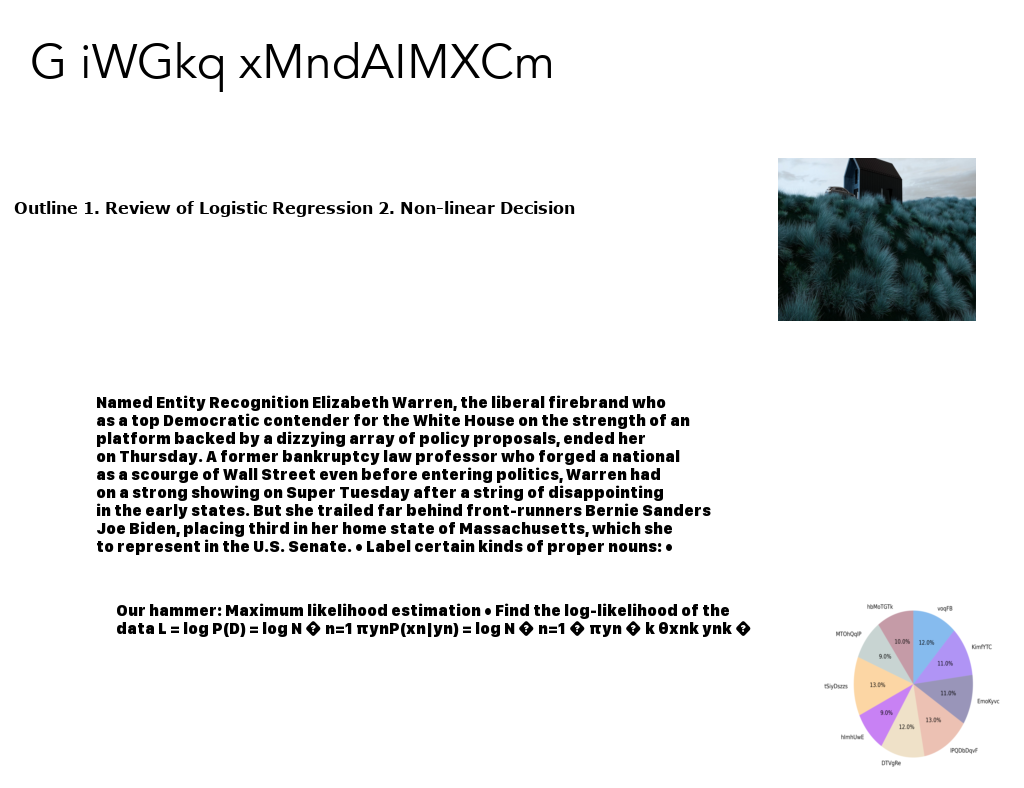 G iWGkq xMndAIMXCm
Outline 1. Review of Logistic Regression 2. Non-linear Decision
Named Entity Recognition Elizabeth Warren, the liberal firebrand who
as a top Democratic contender for the White House on the strength of an
platform backed by a dizzying array of policy proposals, ended her
on Thursday. A former bankruptcy law professor who forged a national
as a scourge of Wall Street even before entering politics, Warren had
on a strong showing on Super Tuesday after a string of disappointing
in the early states. But she trailed far behind front-runners Bernie Sanders
Joe Biden, placing third in her home state of Massachusetts, which she
to represent in the U.S. Senate. • Label certain kinds of proper nouns: •
Our hammer: Maximum likelihood estimation • Find the log-likelihood of the
data L = log P(D) = log N � n=1 πynP(xn|yn) = log N � n=1 � πyn � k θxnk ynk �
hbMoTGTk
voqFB
MTOhQqIP
10.0%
12.0%
KimfYTC
9.0%
11.0%
tSiyDszzs
13.0%
11.0%
EmoKyvc
9.0%
13.0%
12.0%
hImhUwE
IPQDbDqvF
DTVgRe